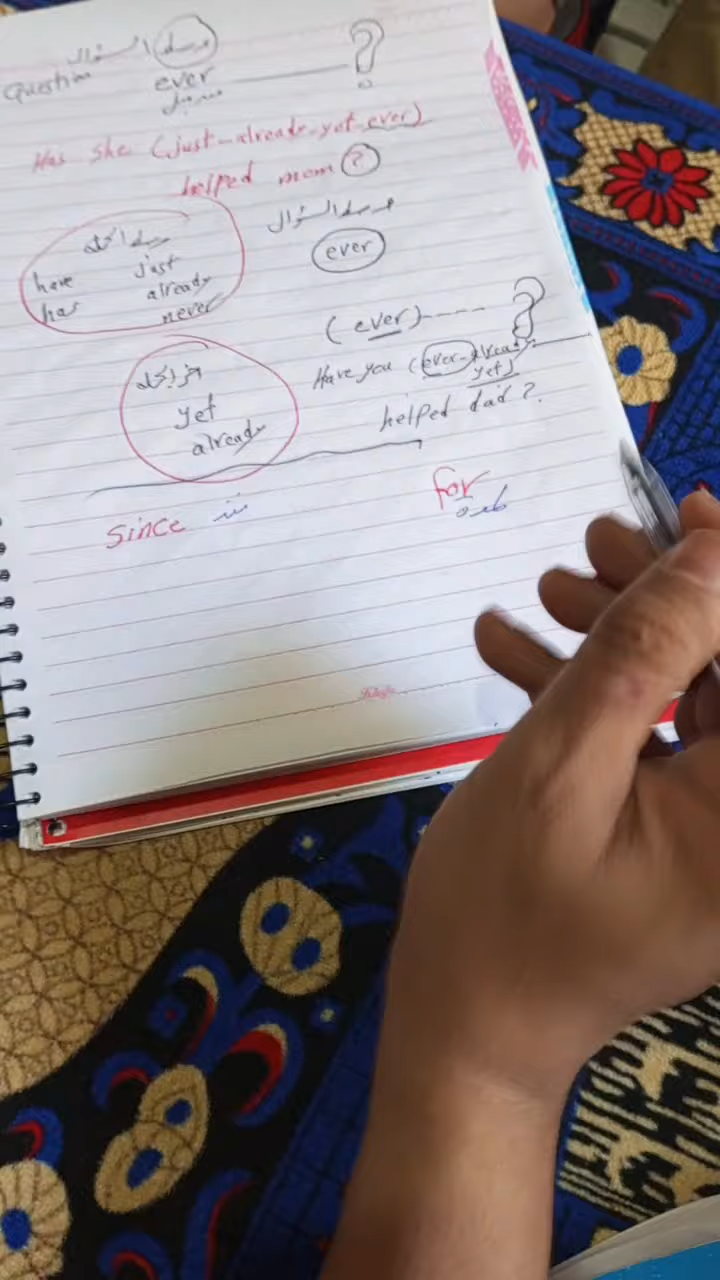 وسط السؤال
Question ever ?
Has she (just-already-yet-ever)
helped mom ?
وسط السؤال
ever
وسط الجملة
have just
has already
never
(ever)---- ?
Have you (ever-already
yet)
helped dad ?.
اخر الجملة
yet
already
since منذ
for
لمدة